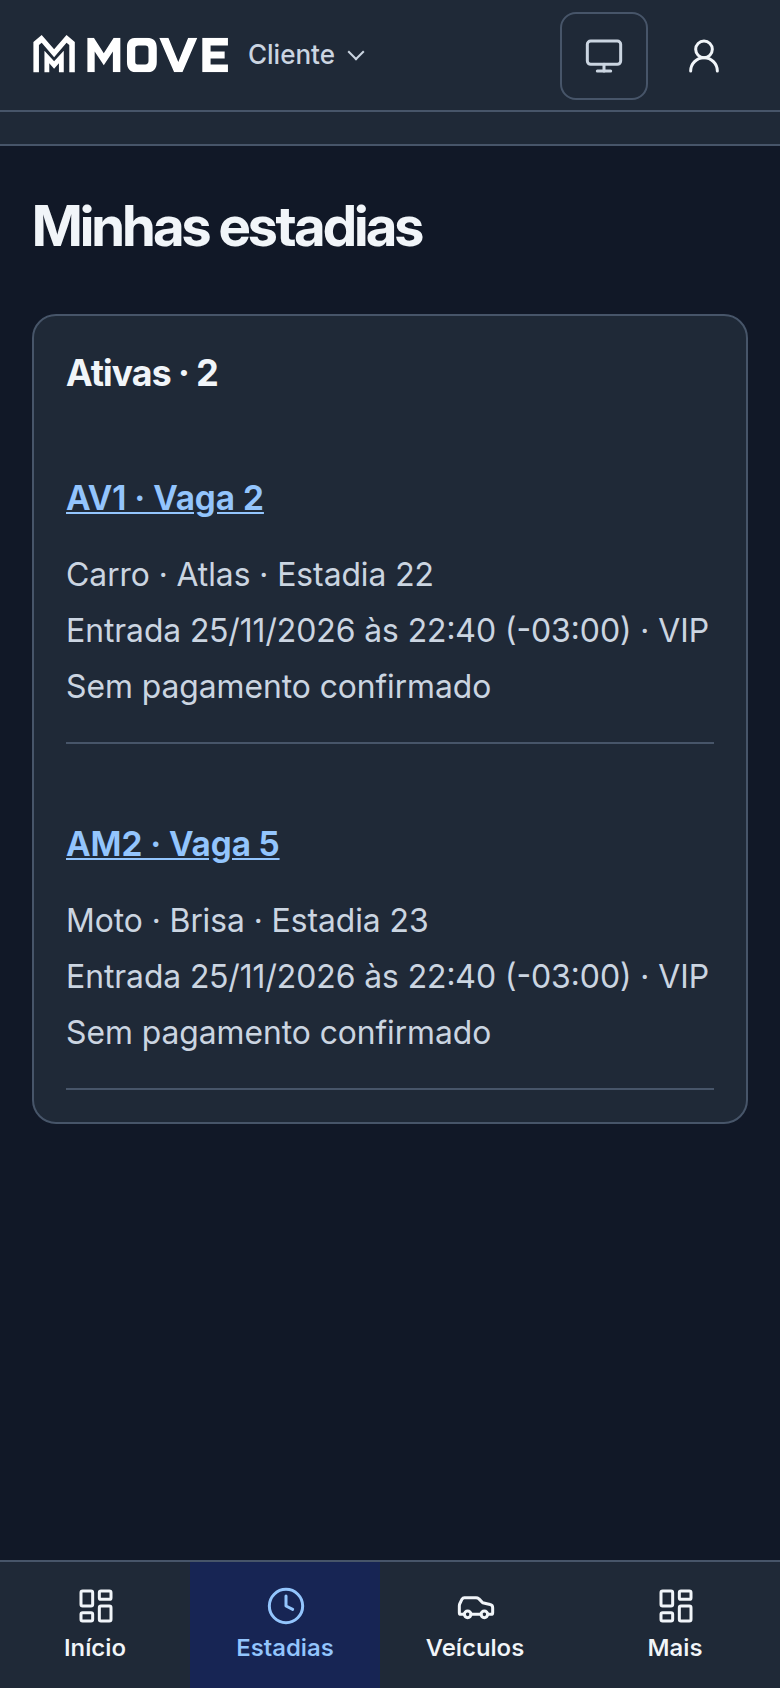 MOVE Cliente
Minhas estadias
Ativas · 2
AV1 · Vaga 2
Carro · Atlas · Estadia 22
Entrada 25/11/2026 às 22:40 (-03:00) · VIP
Sem pagamento confirmado
AM2 · Vaga 5
Moto · Brisa · Estadia 23
Entrada 25/11/2026 às 22:40 (-03:00) · VIP
Sem pagamento confirmado
Início Estadias Veículos Mais